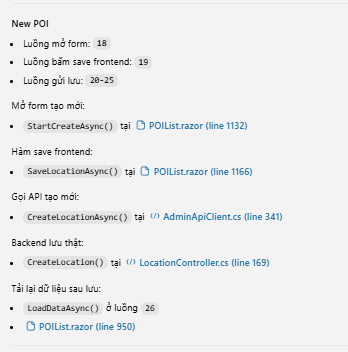 New POI
Luồng mở form: 18
Luồng bấm save frontend: 19
Luồng gửi lưu: 20-25
Mở form tạo mới:
StartCreateAsync() tại POIList.razor (line 1132)
Hàm save frontend:
SaveLocationAsync() tại POIList.razor (line 1166)
Gọi API tạo mới:
CreateLocationAsync() tại AdminApiClient.cs (line 341)
Backend lưu thật:
CreateLocation() tại LocationController.cs (line 169)
Tải lại dữ liệu sau lưu:
LoadDataAsync() ở luồng 26
POIList.razor (line 950)